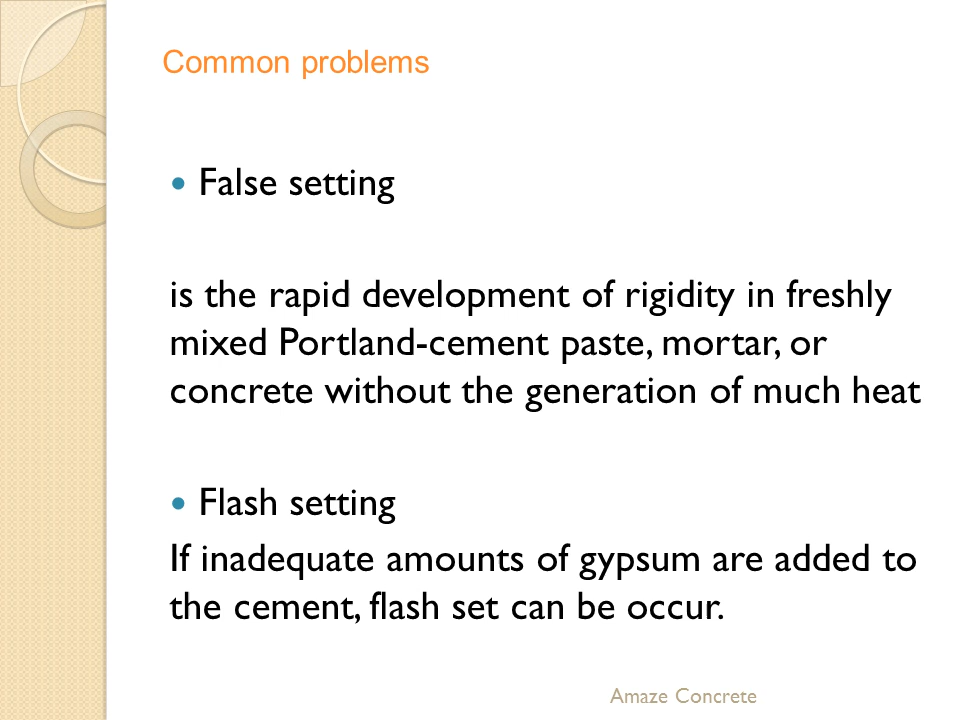 Common problems
• False setting
is the rapid development of rigidity in freshly
mixed Portland-cement paste, mortar, or
concrete without the generation of much heat
• Flash setting
If inadequate amounts of gypsum are added to
the cement, flash set can be occur.
Amaze Concrete